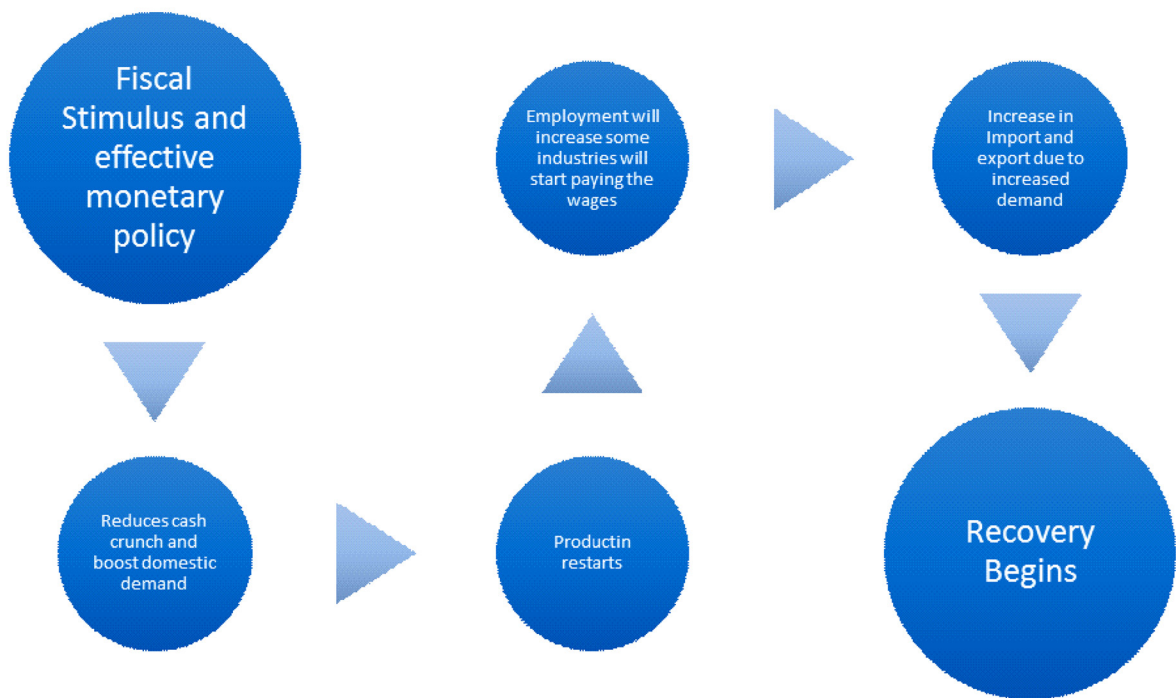 Fiscal
Stimulus and
effective
monetary
policy
Reduces cash
crunch and
boost domestic
demand
Productin
restarts
Employment will
increase some
industries will
start paying the
wages
Increase in
Import and
export due to
increased
demand
Recovery
Begins